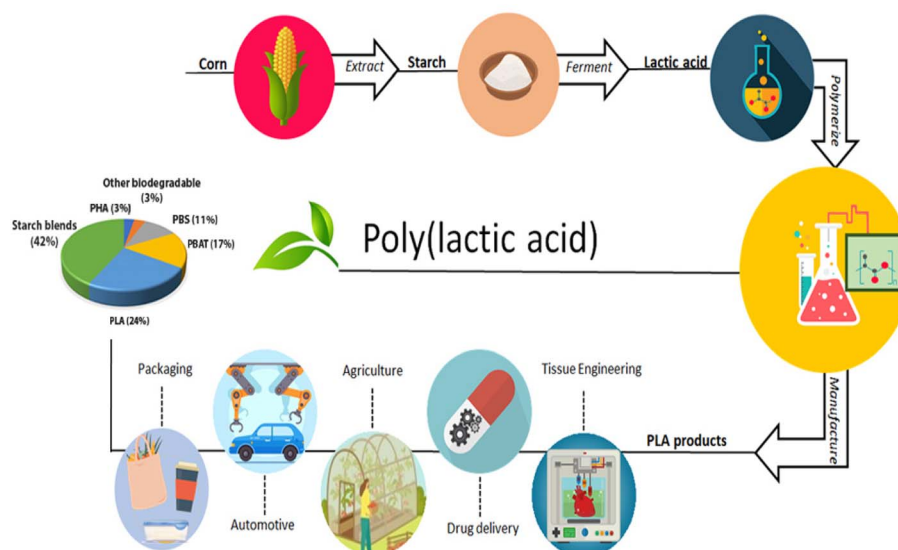 Corn
Extract
Starch
Ferment
Lactic acid
Polymerize
Other biodegradable
(3%)
PHA (3%)
PBS (11%)
Starch blends
(42%)
PBAT (17%)
PLA (24%)
Poly(lactic acid)
Manufacture
Packaging
Agriculture
Tissue Engineering
PLA products
Automotive
Drug delivery